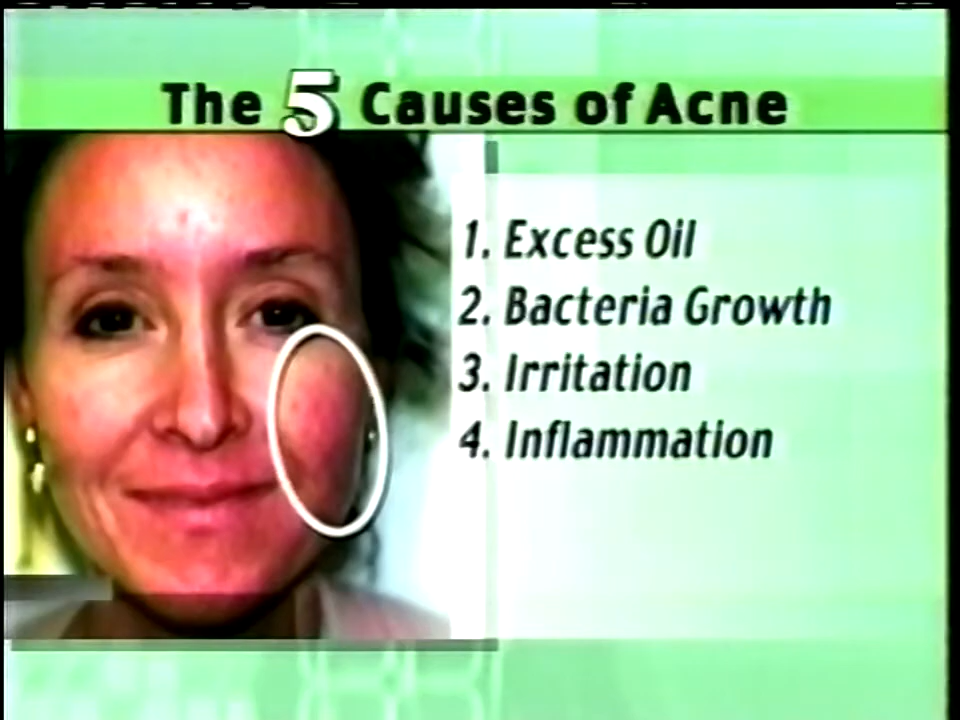 The 5 Causes of Acne
1. Excess Oil
2. Bacteria Growth
3. Irritation
4. Inflammation